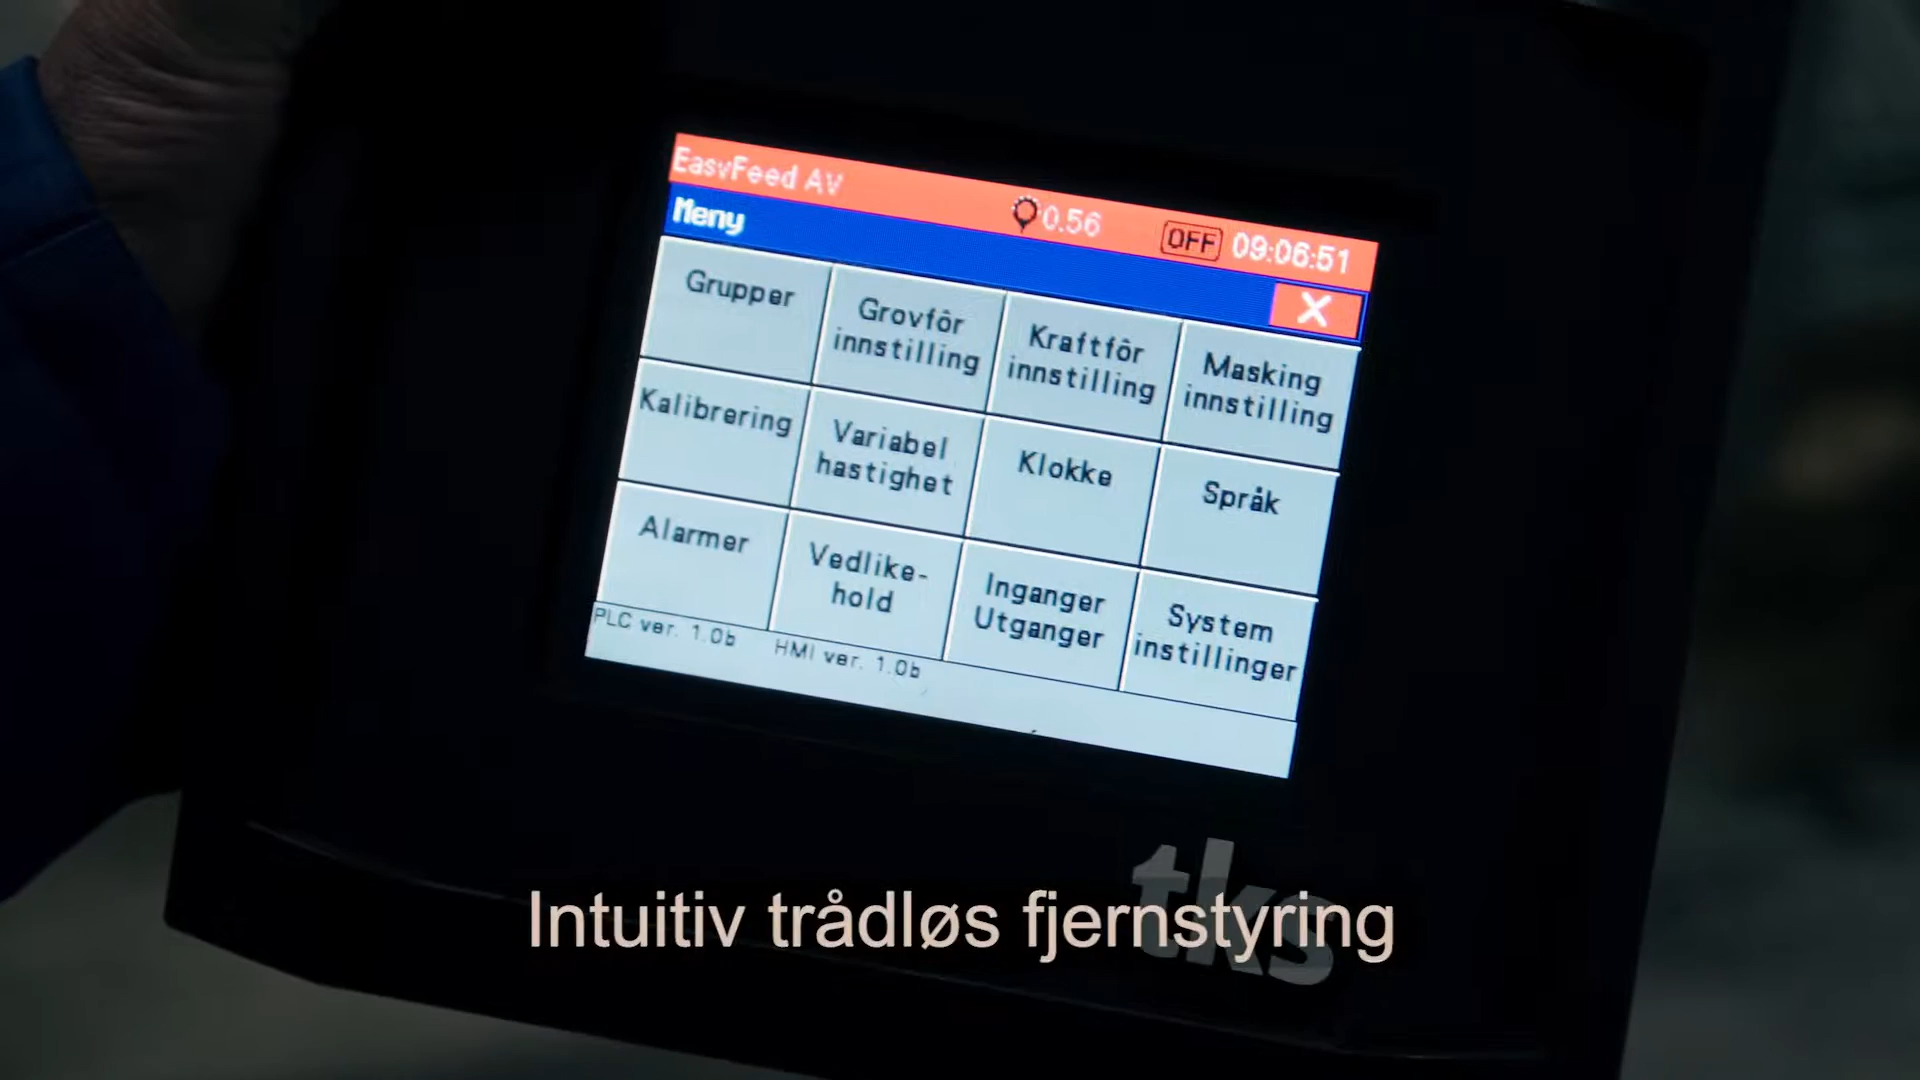 EasyFeed AV
0.56
OFF 09:06:51
Meny
X
Grupper
Grovfôr
innstilling
Kraftfôr
innstilling
Masking
innstilling
Kalibrering
Variabel
hastighet
Klokke
Språk
Alarmer
Vedlike-
hold
Inganger
Utganger
System
instillinger
PLC ver. 1.0b
HMI ver. 1.0b
tks
Intuitiv trådløs fjernstyring